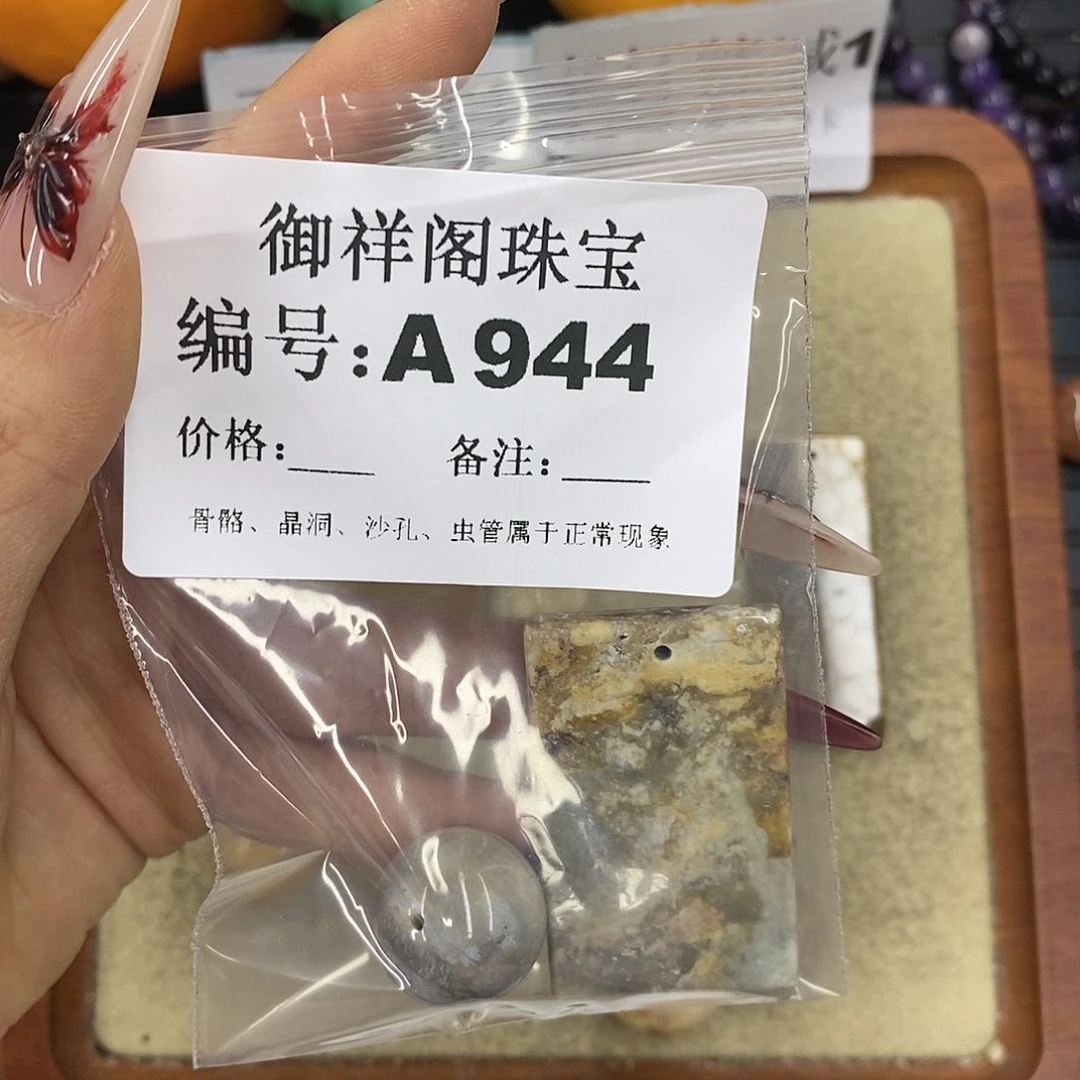 御祥阁珠宝
编号:A944
价格:____ 备注:____
骨骼、晶洞、沙孔、虫管属于正常现象
1